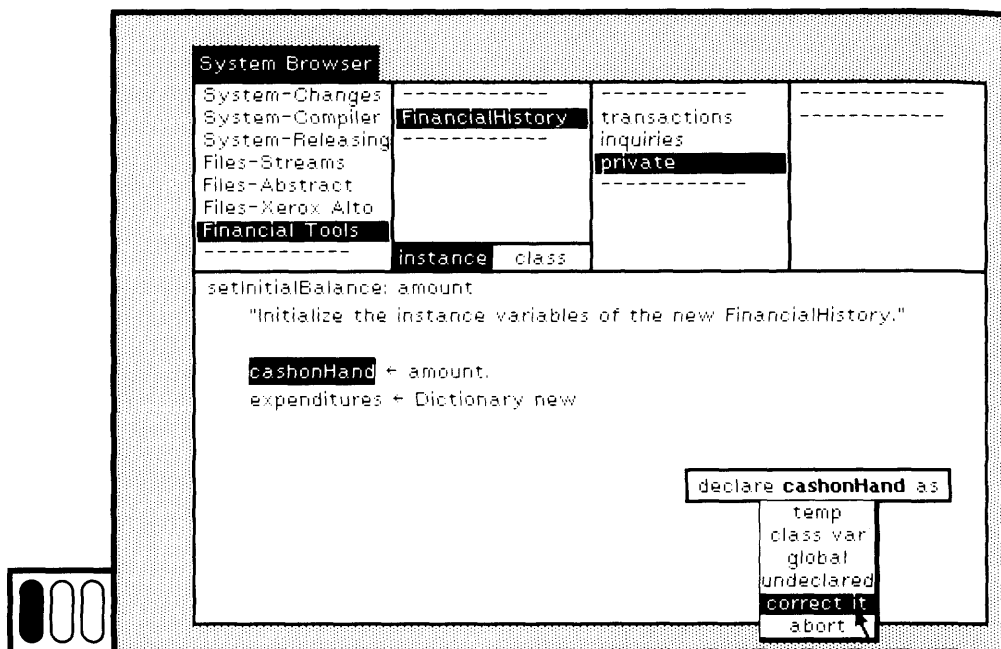 System Browser
System-Changes
System-Compiler
System-Releasing
Files-Streams
Files-Abstract
Files-Xerox Alto
Financial Tools
-------------
------------
FinancialHistory
------------
instance class
------------
transactions
inquiries
private
------------
------------
------------
setInitialBalance: amount
"Initialize the instance variables of the new FinancialHistory."
cashonHand ← amount.
expenditures ← Dictionary new
declare cashonHand as
temp
class var
global
undeclared
correct it
abort